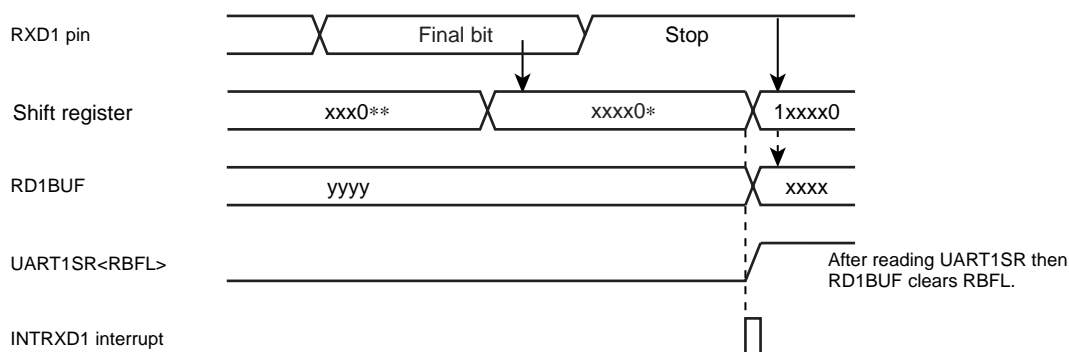 RXD1 pin
Final bit
Stop
Shift register
xxx0**
xxxx0*
1xxxx0
RD1BUF
yyyy
xxxx
UART1SR<RBFL>
After reading UART1SR then
RD1BUF clears RBFL.
INTRXD1 interrupt